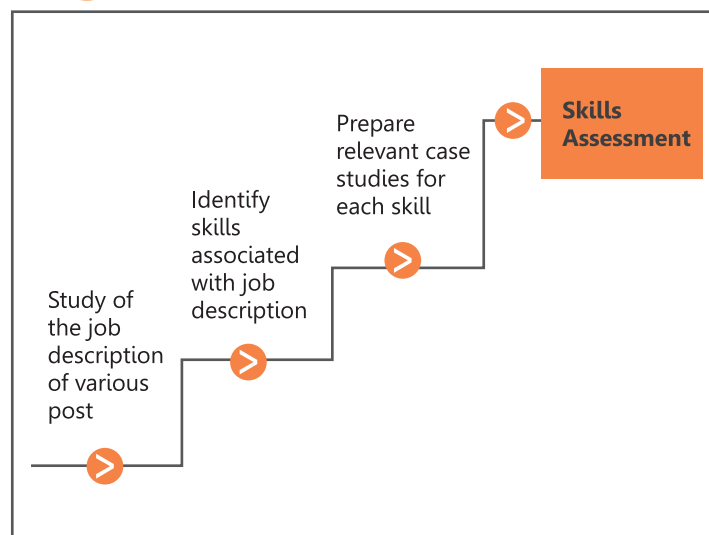 Study of
the job
description
of various
post
Identify
skills
associated
with job
description
Prepare
relevant case
studies for
each skill
Skills
Assessment